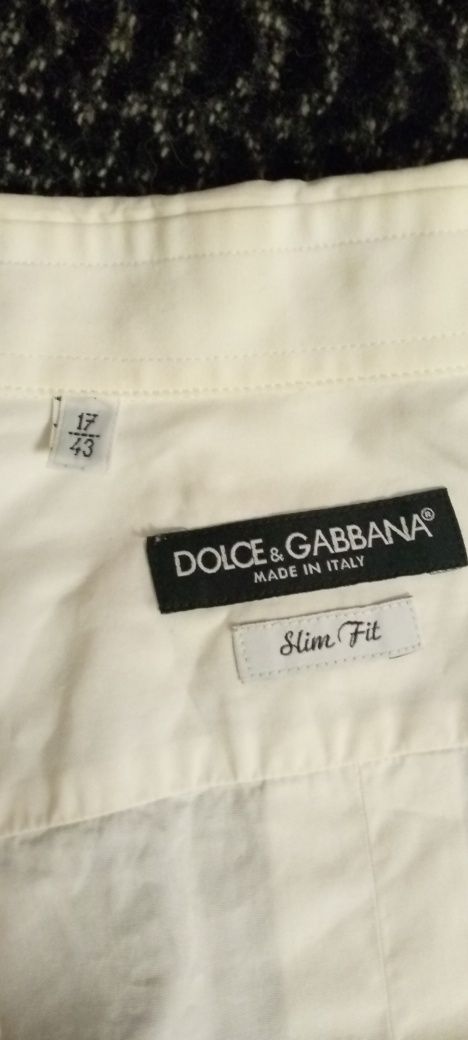 17
43
DOLCE & GABBANA®
MADE IN ITALY
Slim Fit